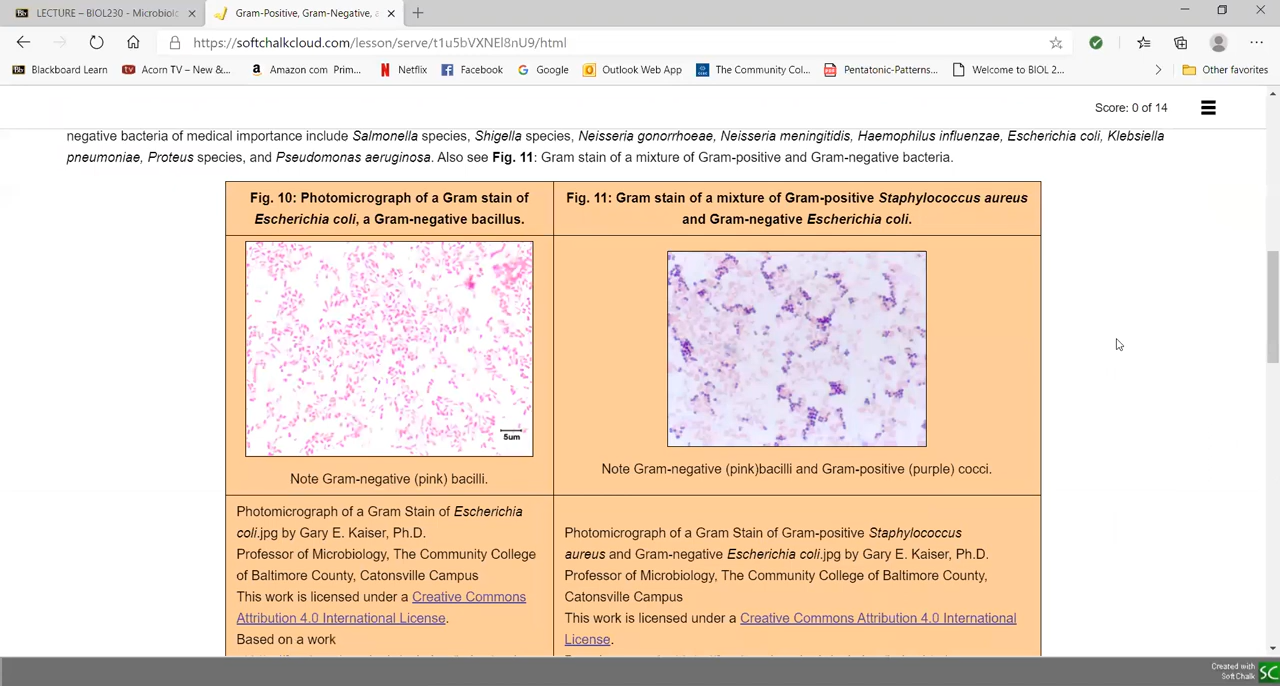 LECTURE – BIOL230 - Microbiolo
Gram-Positive, Gram-Negative, a
https://softchalkcloud.com/lesson/serve/t1u5bVXNEl8nU9/html
Blackboard Learn
Acorn TV – New &...
Amazon com Prim...
Netflix
Facebook
Google
Outlook Web App
The Community Col...
Pentatonic-Patterns...
Welcome to BIOL 2...
Other favorites
Score: 0 of 14
negative bacteria of medical importance include Salmonella species, Shigella species, Neisseria gonorrhoeae, Neisseria meningitidis, Haemophilus influenzae, Escherichia coli, Klebsiella
pneumoniae, Proteus species, and Pseudomonas aeruginosa. Also see Fig. 11: Gram stain of a mixture of Gram-positive and Gram-negative bacteria.
Fig. 10: Photomicrograph of a Gram stain of
Escherichia coli, a Gram-negative bacillus.
5um
Note Gram-negative (pink) bacilli.
Photomicrograph of a Gram Stain of Escherichia
coli.jpg by Gary E. Kaiser, Ph.D.
Professor of Microbiology, The Community College
of Baltimore County, Catonsville Campus
This work is licensed under a Creative Commons
Attribution 4.0 International License.
Based on a work
Fig. 11: Gram stain of a mixture of Gram-positive Staphylococcus aureus
and Gram-negative Escherichia coli.
Note Gram-negative (pink)bacilli and Gram-positive (purple) cocci.
Photomicrograph of a Gram Stain of Gram-positive Staphylococcus
aureus and Gram-negative Escherichia coli.jpg by Gary E. Kaiser, Ph.D.
Professor of Microbiology, The Community College of Baltimore County,
Catonsville Campus
This work is licensed under a Creative Commons Attribution 4.0 International
License.
Created with
SoftChalk
SC